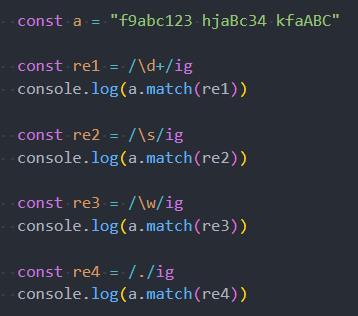 const a = "f9abc123 hjaBc34 kfaABC"
const re1 = /\d+/ig
console.log(a.match(re1))
const re2 = /\s/ig
console.log(a.match(re2))
const re3 = /\w/ig
console.log(a.match(re3))
const re4 = /./ig
console.log(a.match(re4))